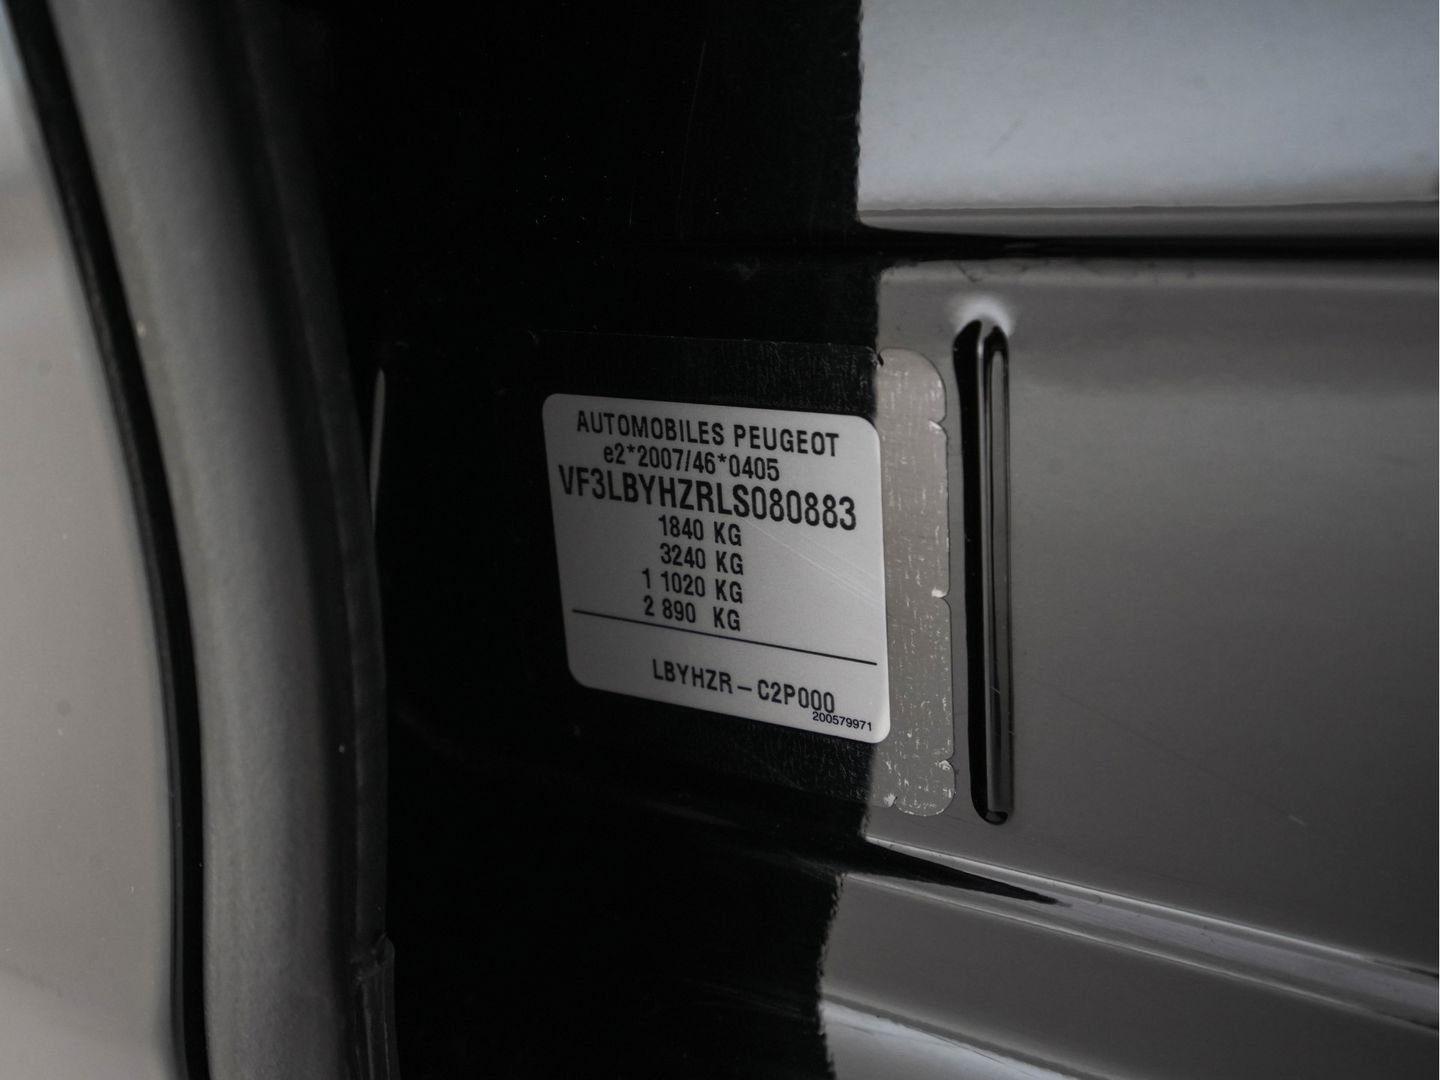 AUTOMOBILES PEUGEOT
e2*2007/46*0405
VF3LBYHZRLS080883
1840 KG
3240 KG
1 1020 KG
2 890 KG
LBYHZR-C2P000
200579971